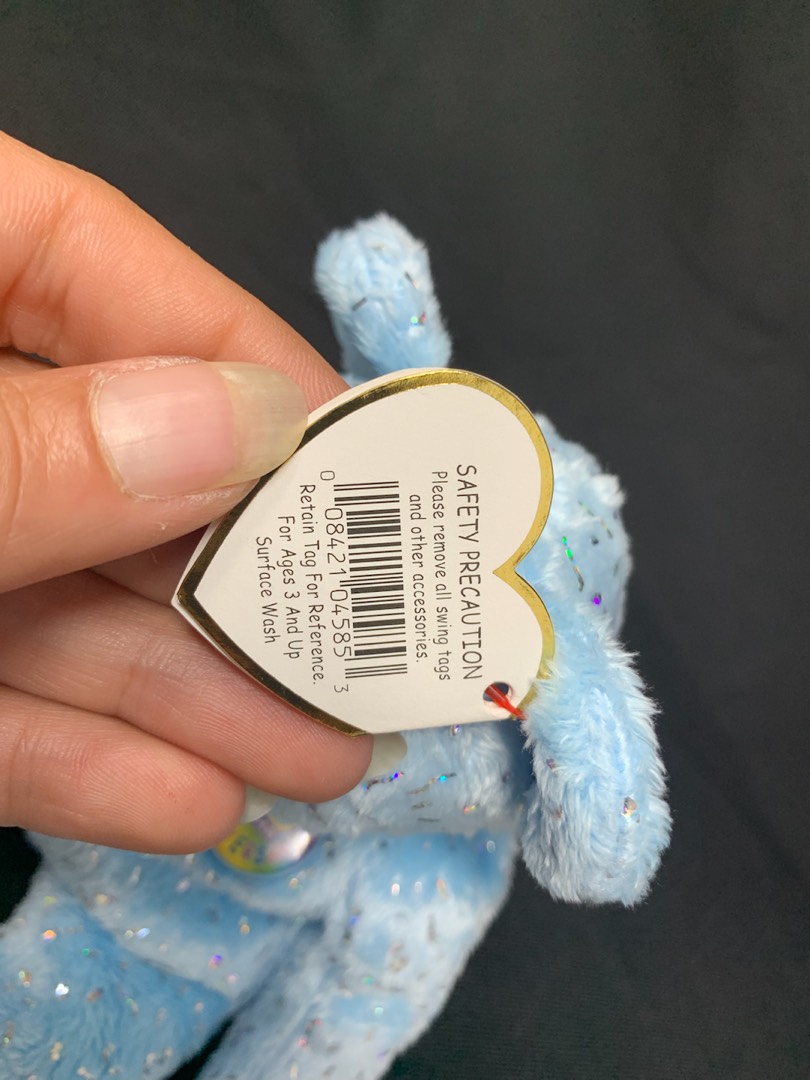 SAFETY PRECAUTION
Please remove all swing tags
and other accessories.
0 08421 04585 3
Retain Tag For Reference.
For Ages 3 And Up
Surface Wash